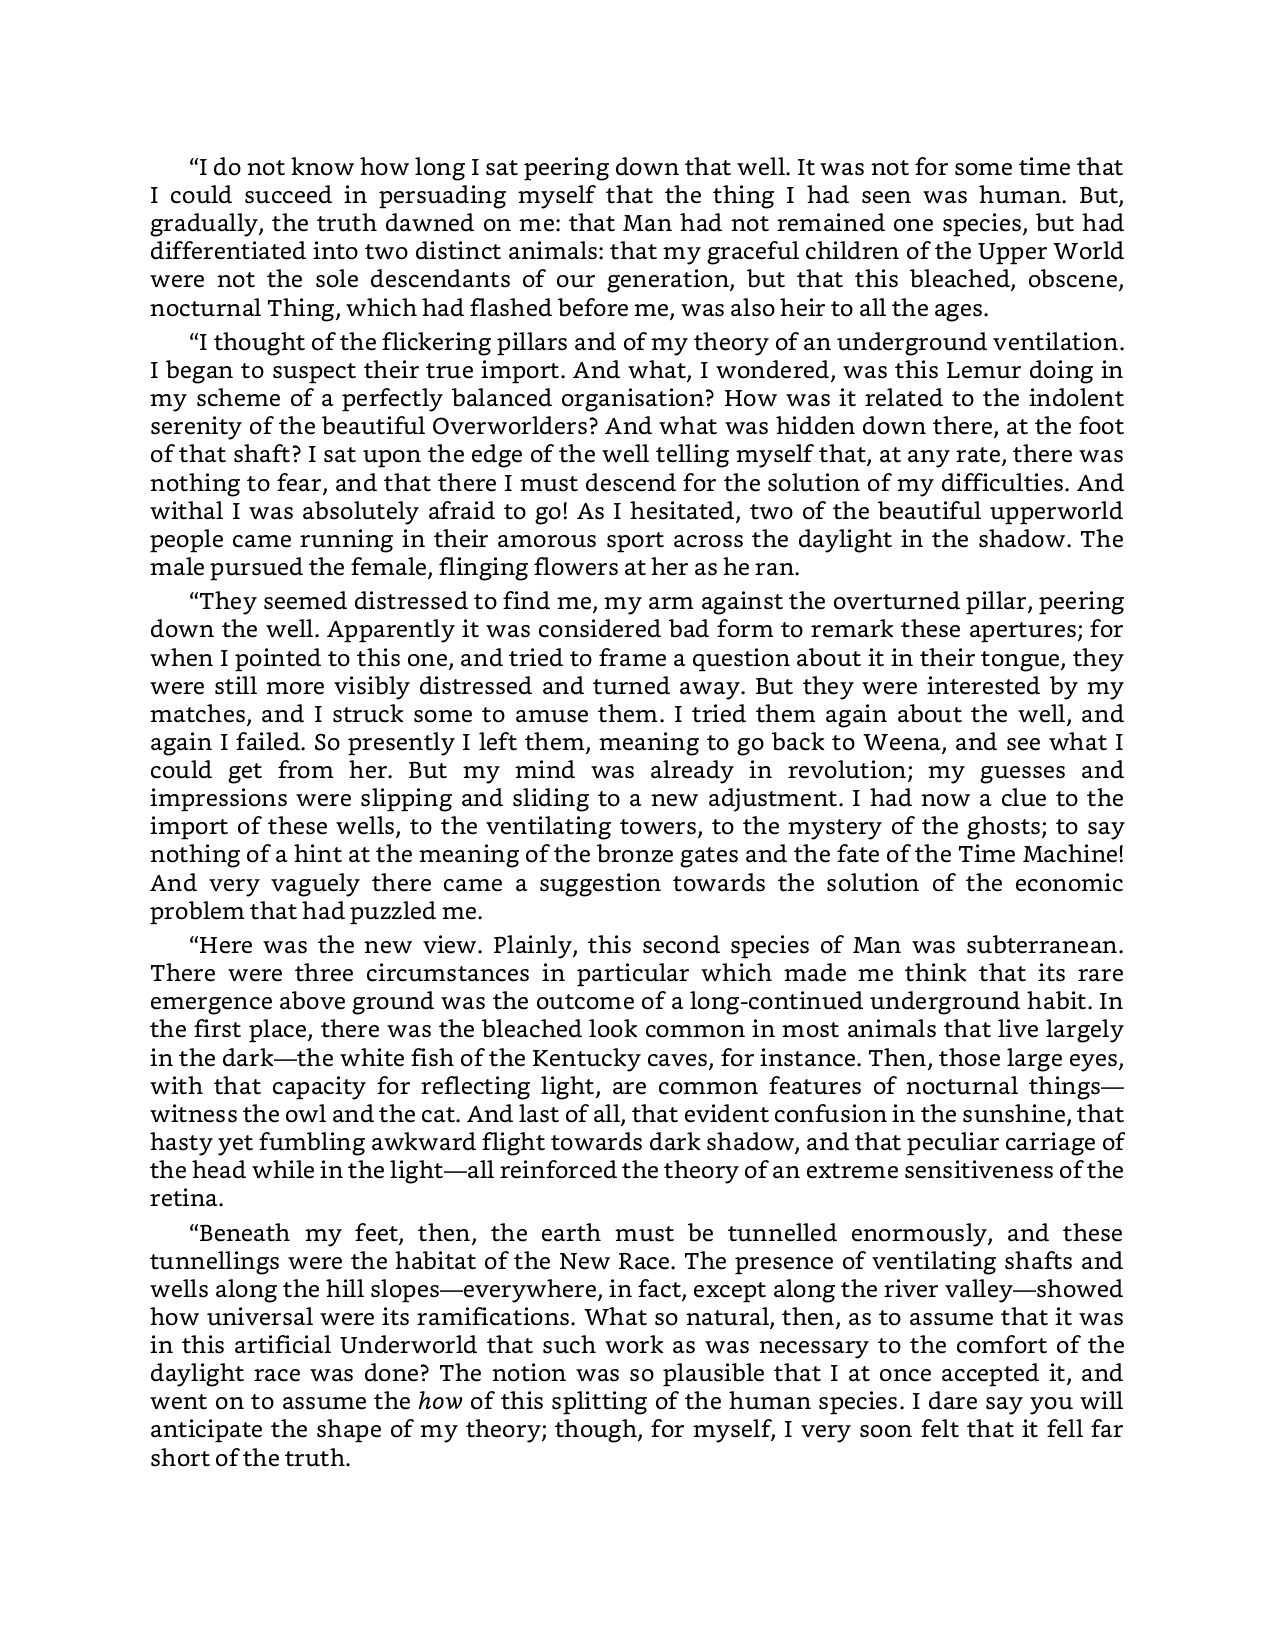 “I do not know how long I sat peering down that well. It was not for some time that
I could succeed in persuading myself that the thing I had seen was human. But,
gradually, the truth dawned on me: that Man had not remained one species, but had
differentiated into two distinct animals: that my graceful children of the Upper World
were not the sole descendants of our generation, but that this bleached, obscene,
nocturnal Thing, which had flashed before me, was also heir to all the ages.
“I thought of the flickering pillars and of my theory of an underground ventilation.
I began to suspect their true import. And what, I wondered, was this Lemur doing in
my scheme of a perfectly balanced organisation? How was it related to the indolent
serenity of the beautiful Overworlders? And what was hidden down there, at the foot
of that shaft? I sat upon the edge of the well telling myself that, at any rate, there was
nothing to fear, and that there I must descend for the solution of my difficulties. And
withal I was absolutely afraid to go! As I hesitated, two of the beautiful upperworld
people came running in their amorous sport across the daylight in the shadow. The
male pursued the female, flinging flowers at her as he ran.
“They seemed distressed to find me, my arm against the overturned pillar, peering
down the well. Apparently it was considered bad form to remark these apertures; for
when I pointed to this one, and tried to frame a question about it in their tongue, they
were still more visibly distressed and turned away. But they were interested by my
matches, and I struck some to amuse them. I tried them again about the well, and
again I failed. So presently I left them, meaning to go back to Weena, and see what I
could get from her. But my mind was already in revolution; my guesses and
impressions were slipping and sliding to a new adjustment. I had now a clue to the
import of these wells, to the ventilating towers, to the mystery of the ghosts; to say
nothing of a hint at the meaning of the bronze gates and the fate of the Time Machine!
And very vaguely there came a suggestion towards the solution of the economic
problem that had puzzled me.
“Here was the new view. Plainly, this second species of Man was subterranean.
There were three circumstances in particular which made me think that its rare
emergence above ground was the outcome of a long-continued underground habit. In
the first place, there was the bleached look common in most animals that live largely
in the dark—the white fish of the Kentucky caves, for instance. Then, those large eyes,
with that capacity for reflecting light, are common features of nocturnal things—
witness the owl and the cat. And last of all, that evident confusion in the sunshine, that
hasty yet fumbling awkward flight towards dark shadow, and that peculiar carriage of
the head while in the light—all reinforced the theory of an extreme sensitiveness of the
retina.
“Beneath my feet, then, the earth must be tunnelled enormously, and these
tunnellings were the habitat of the New Race. The presence of ventilating shafts and
wells along the hill slopes—everywhere, in fact, except along the river valley—showed
how universal were its ramifications. What so natural, then, as to assume that it was
in this artificial Underworld that such work as was necessary to the comfort of the
daylight race was done? The notion was so plausible that I at once accepted it, and
went on to assume the how of this splitting of the human species. I dare say you will
anticipate the shape of my theory; though, for myself, I very soon felt that it fell far
short of the truth.